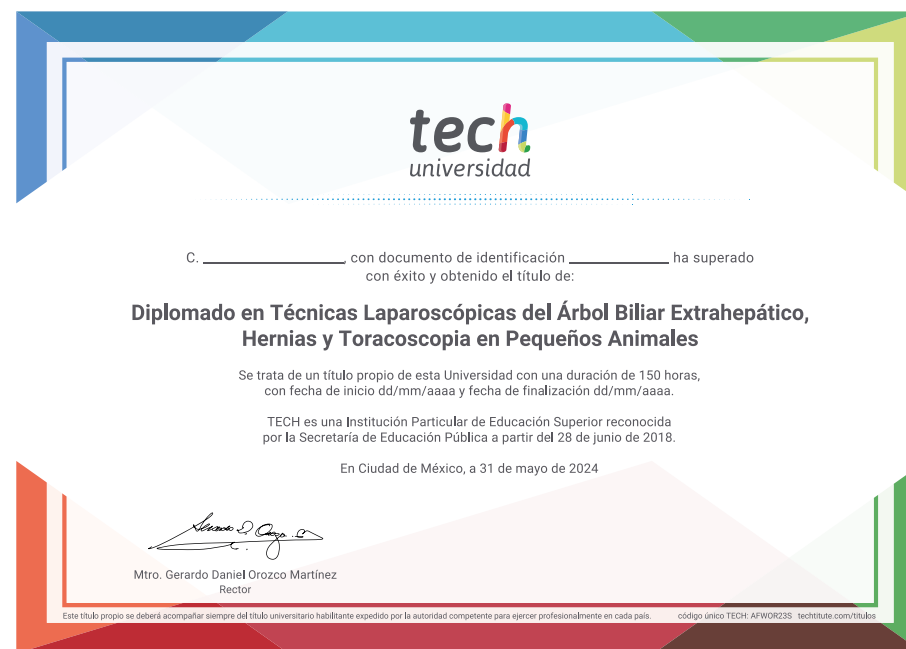 tech
universidad
C. ____________, con documento de identificación ____________ ha superado
con éxito y obtenido el título de:
Diplomado en Técnicas Laparoscópicas del Árbol Biliar Extrahepático,
Hernias y Toracoscopia en Pequeños Animales
Se trata de un título propio de esta Universidad con una duración de 150 horas,
con fecha de inicio dd/mm/aaaa y fecha de finalización dd/mm/aaaa.
TECH es una Institución Particular de Educación Superior reconocida
por la Secretaría de Educación Pública a partir del 28 de junio de 2018.
En Ciudad de México, a 31 de mayo de 2024
Mtro. Gerardo Daniel Orozco Martínez
Rector
Este título propio se deberá acompañar siempre del título universitario habilitante expedido por la autoridad competente para ejercer profesionalmente en cada país. código único TECH: AFWOR23S techtitute.com/titulos